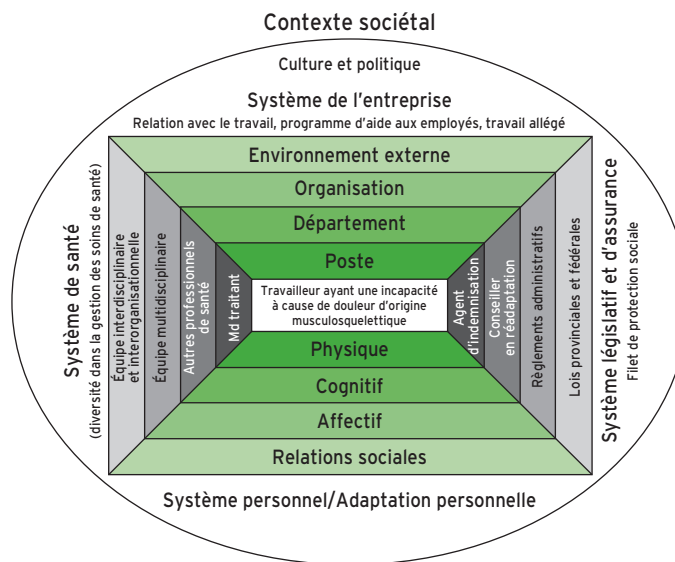 Contexte sociétal
Culture et politique
Système de l'entreprise
Relation avec le travail, programme d'aide aux employés, travail allégé
Environnement externe
Organisation
Département
Poste
Système de santé
(diversité dans la gestion des soins de santé)
Équipe interdisciplinaire
et interorganisationnelle
Équipe multidisciplinaire
Autres professionnels
de santé
Md traitant
Travailleur ayant une incapacité
à cause de douleur d'origine
musculosquelettique
Agent
d'indemnisation
Conseiller
en réadaptation
Règlements administratifs
Lois provinciales et fédérales
Système législatif et d'assurance
Filet de protection sociale
Physique
Cognitif
Affectif
Relations sociales
Système personnel/Adaptation personnelle